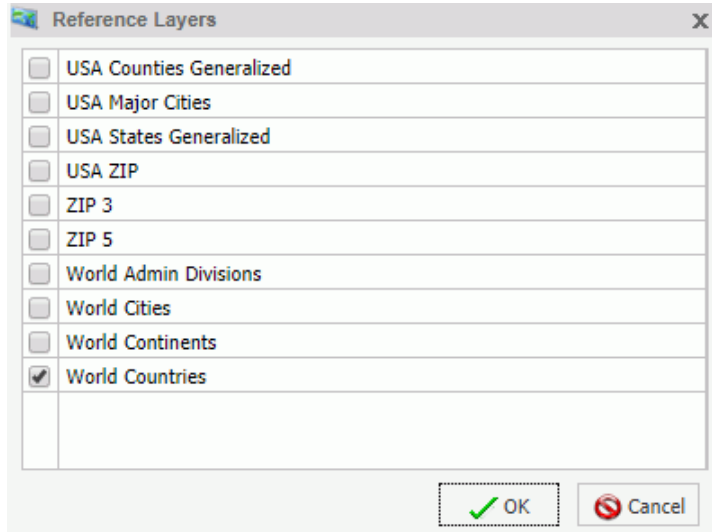 Reference Layers
X
USA Counties Generalized
USA Major Cities
USA States Generalized
USA ZIP
ZIP 3
ZIP 5
World Admin Divisions
World Cities
World Continents
World Countries
OK Cancel